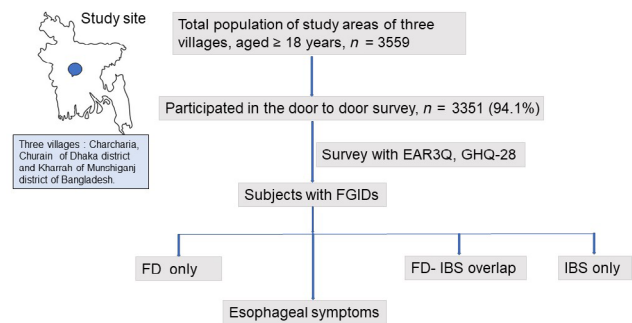 Study site
Total population of study areas of three
villages, aged ≥ 18 years, n = 3559
Participated in the door to door survey, n = 3351 (94.1%)
Three villages : Charcharia,
Churain of Dhaka district
and Kharrah of Munshiganj
district of Bangladesh.
Survey with EAR3Q, GHQ-28
Subjects with FGIDs
FD only
FD- IBS overlap
IBS only
Esophageal symptoms